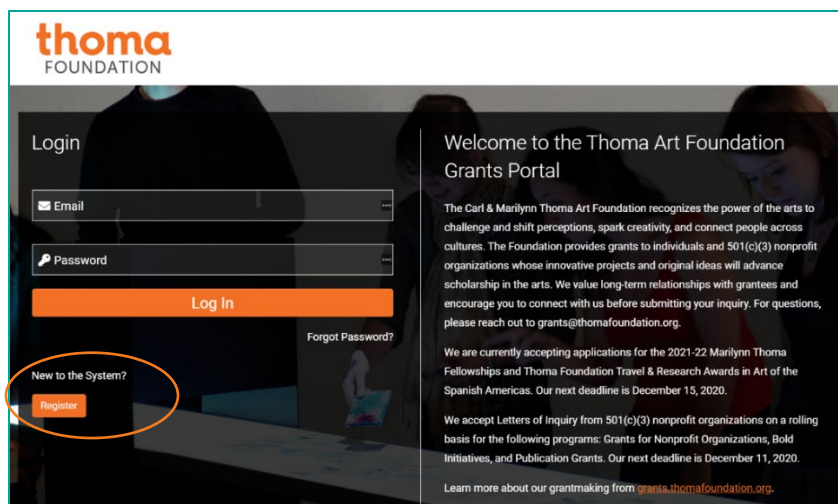 thoma
FOUNDATION
Login
Email
Password
Log In
Forgot Password?
New to the System?
Register
Welcome to the Thoma Art Foundation
Grants Portal
The Carl & Marilynn Thoma Art Foundation recognizes the power of the arts to
challenge and shift perceptions, spark creativity, and connect people across
cultures. The Foundation provides grants to individuals and 501(c)(3) nonprofit
organizations whose innovative projects and original ideas will advance
scholarship in the arts. We value long-term relationships with grantees and
encourage you to connect with us before submitting your inquiry. For questions,
please reach out to grants@thomafoundation.org.
We are currently accepting applications for the 2021-22 Marilynn Thoma
Fellowships and Thoma Foundation Travel & Research Awards in Art of the
Spanish Americas. Our next deadline is December 15, 2020.
We accept Letters of Inquiry from 501(c)(3) nonprofit organizations on a rolling
basis for the following programs: Grants for Nonprofit Organizations, Bold
Initiatives, and Publication Grants. Our next deadline is December 11, 2020.
Learn more about our grantmaking from grants.thomafoundation.org.